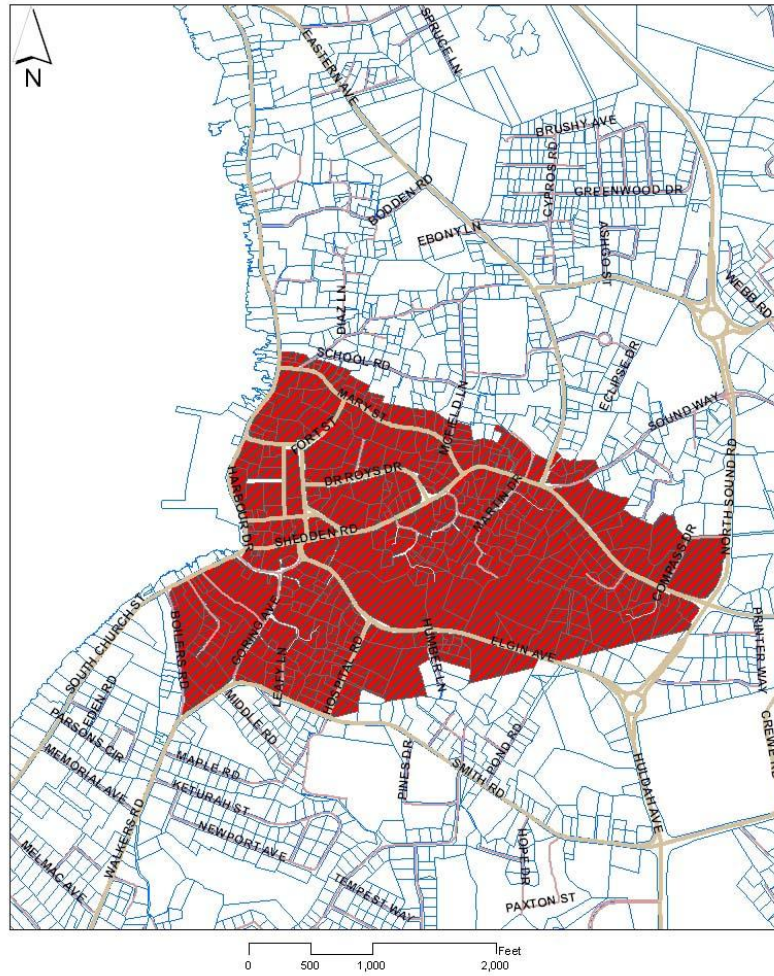 N
SPRUCE LN
EASTERN AVE
BRUSHY AVE
CYPROS RD
GREENWOOD DR
BODDEN RD
EBONY LN
ASHGO ST
WEBB RD
DIAZ LN
SCHOOL RD
ECLIPSE DR
MARY ST
MCFIELD LN
SOUND WAY
FORT ST
DR ROYS DR
MARTIN DR
NORTH SOUND RD
HARBOUR DR
SHEDDEN RD
COMPASS DR
SOUTH CHURCH ST
BOILERS RD
GORING AVE
LEAFY LN
HOSPITAL RD
HUMBER LN
ELGIN AVE
PRINTER WAY
EDEN RD
PARSONS CIR
MIDDLE RD
POND RD
CREWE RD
MEMORIAL AVE
MAPLE RD
PINES DR
SMITH RD
HULDAH AVE
KETURAH ST
WALKERS RD
NEWPORT AVE
MELMAC AVE
HOPE DR
TEMPEST WAY
PAXTON ST
Feet
0 500 1,000 2,000